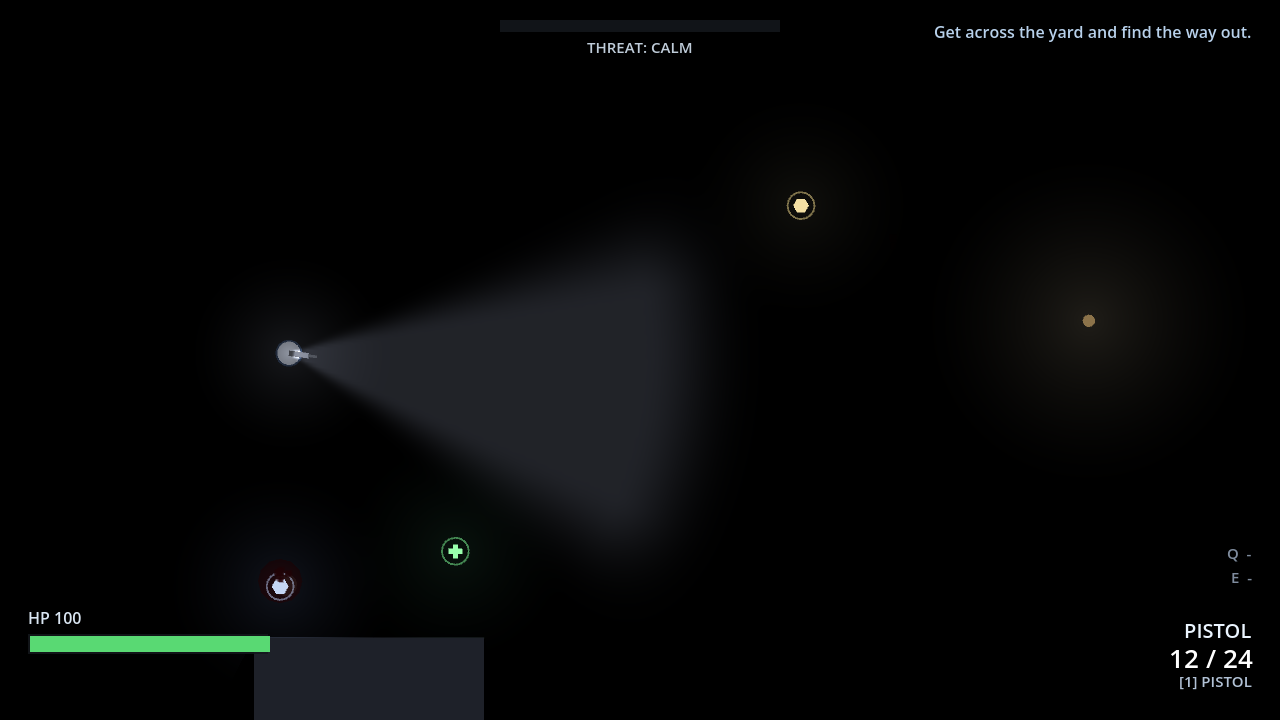 THREAT: CALM
Get across the yard and find the way out.
HP 100
Q -
E -
PISTOL
12 / 24
[1] PISTOL